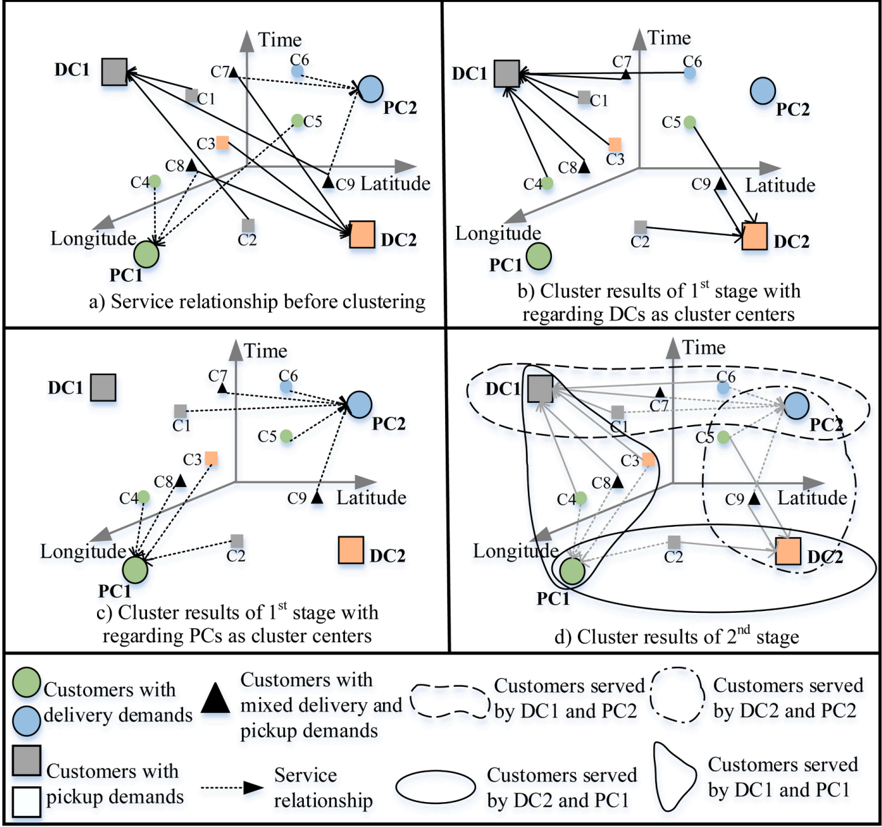 Time
C7
C6
DC1
C1
PC2
C5
C3
C8
C4
C9
Latitude
Longitude
C2
DC2
PC1
a) Service relationship before clustering
Time
C7
C6
DC1
C1
PC2
C5
C3
C8
C4
C9
Latitude
Longitude
C2
DC2
PC1
b) Cluster results of 1st stage with
regarding DCs as cluster centers
Time
DC1
C7
C6
C1
PC2
C5
C3
C8
C4
C9
Latitude
Longitude
C2
DC2
PC1
c) Cluster results of 1st stage with
regarding PCs as cluster centers
Time
DC1
C6
C7
C1
PC2
C5
C3
C8
C4
C9
Latitude
Longitude
C2
DC2
PC1
d) Cluster results of 2nd stage
Customers with
delivery demands
Customers with
mixed delivery and
pickup demands
Customers served
by DC1 and PC2
Customers served
by DC2 and PC2
Customers with
pickup demands
Service
relationship
Customers served
by DC2 and PC1
Customers served
by DC1 and PC1